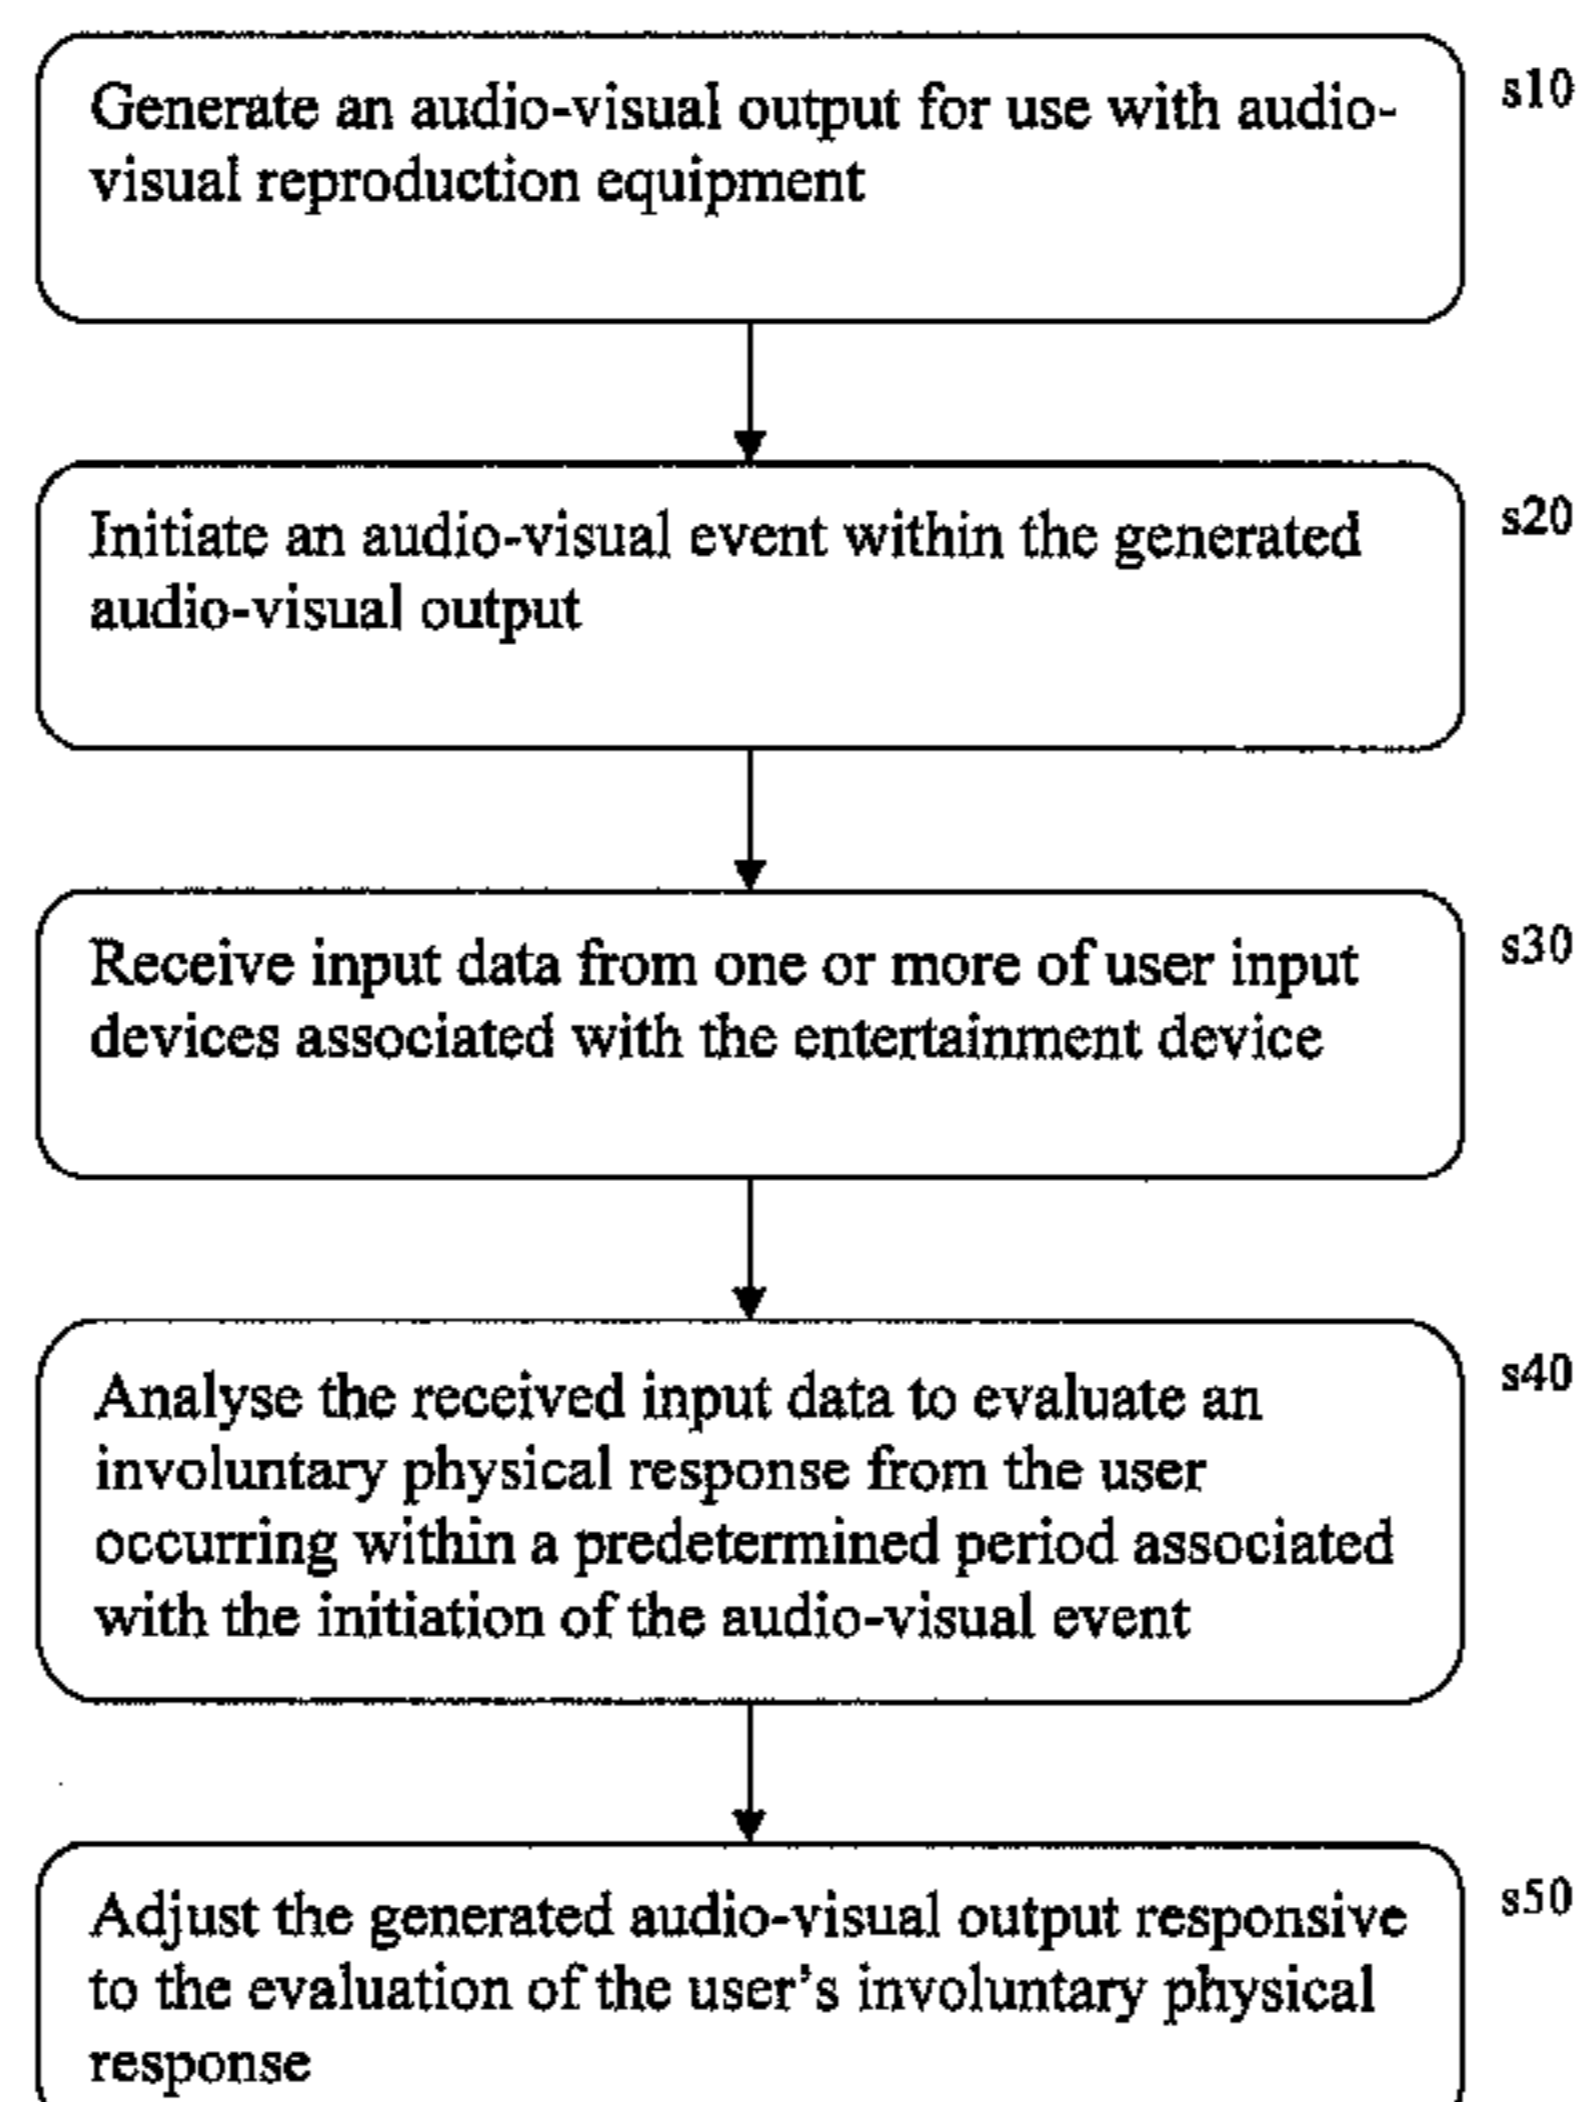 Generate an audio-visual output for use with audio-
visual reproduction equipment
s10
Initiate an audio-visual event within the generated
audio-visual output
s20
Receive input data from one or more of user input
devices associated with the entertainment device
s30
Analyse the received input data to evaluate an
involuntary physical response from the user
occurring within a predetermined period associated
with the initiation of the audio-visual event
s40
Adjust the generated audio-visual output responsive
to the evaluation of the user's involuntary physical
response
s50